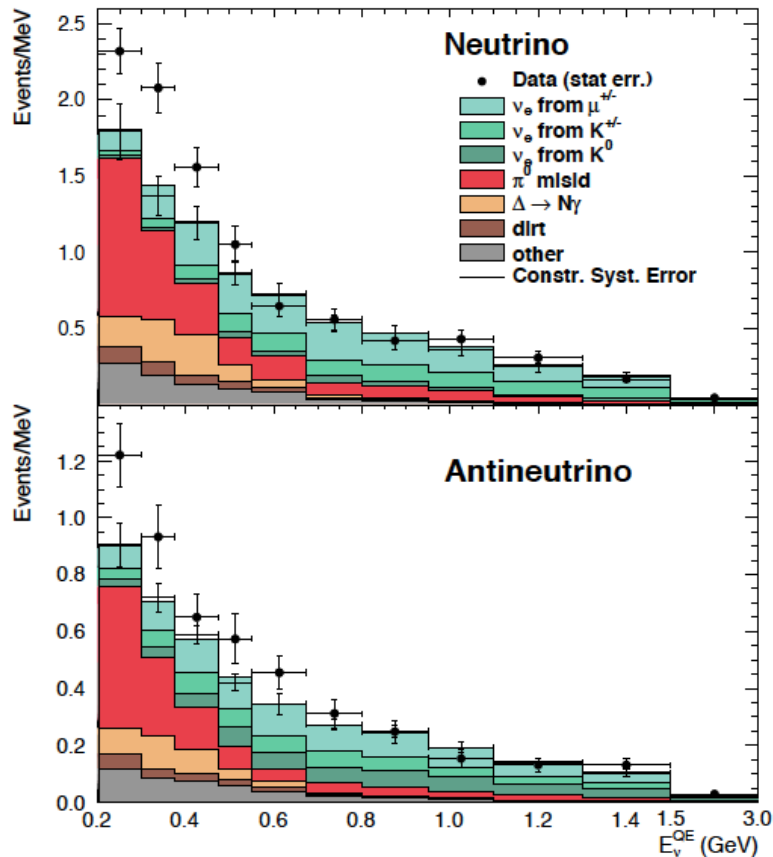 Events/MeV
2.5
2.0
1.5
1.0
0.5
Neutrino
Data (stat err.)
νe from μ+/-
νe from K+/-
νe from K0
π0 misid
Δ → Nγ
dirt
other
Constr. Syst. Error
Events/MeV
1.2
1.0
0.8
0.6
0.4
0.2
0.0
Antineutrino
0.2 0.4 0.6 0.8 1.0 1.2 1.4 1.5 3.0
EνQE (GeV)